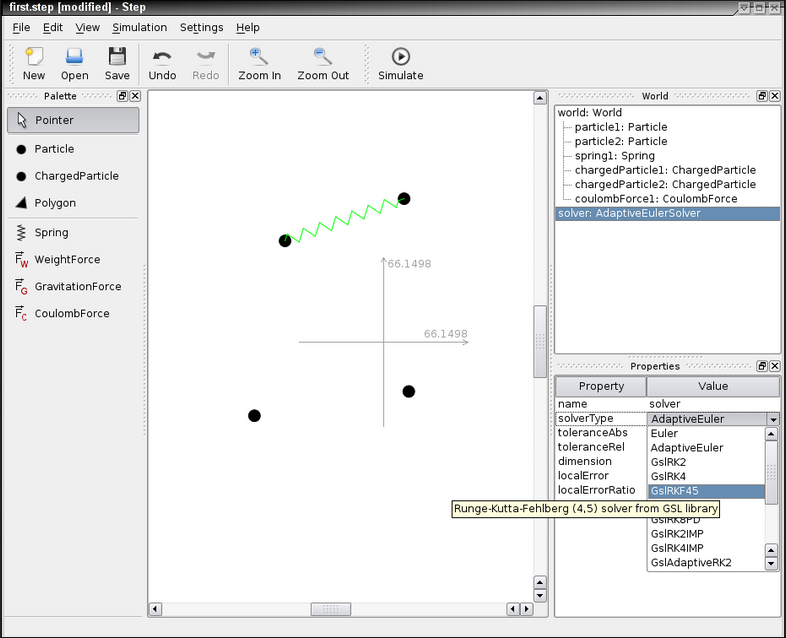 first.step [modified] - Step
File Edit View Simulation Settings Help
New Open Save Undo Redo Zoom In Zoom Out Simulate
Palette
Pointer
Particle
ChargedParticle
Polygon
Spring
WeightForce
GravitationForce
CoulombForce
66.1498
66.1498
World
world: World
particle1: Particle
particle2: Particle
spring1: Spring
chargedParticle1: ChargedParticle
chargedParticle2: ChargedParticle
coulombForce1: CoulombForce
solver: AdaptiveEulerSolver
Properties
Property Value
name solver
solverType AdaptiveEuler
toleranceAbs Euler
toleranceRel AdaptiveEuler
dimension GslRK2
localError GslRK4
localErrorRatio GslRKF45
Runge-Kutta-Fehlberg (4,5) solver from GSL library
GslRK8PD
GslRK2IMP
GslRK4IMP
GslAdaptiveRK2